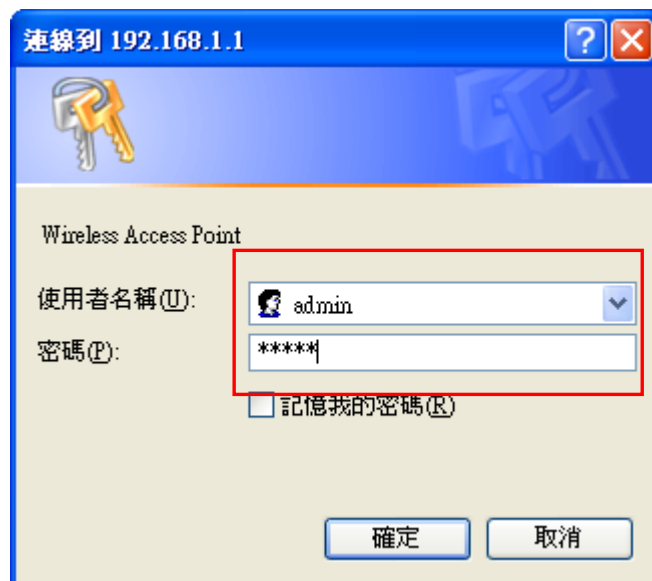 連線到 192.168.1.1
Wireless Access Point
使用者名稱(U): admin
密碼(P): *****
記憶我的密碼(R)
確定 取消